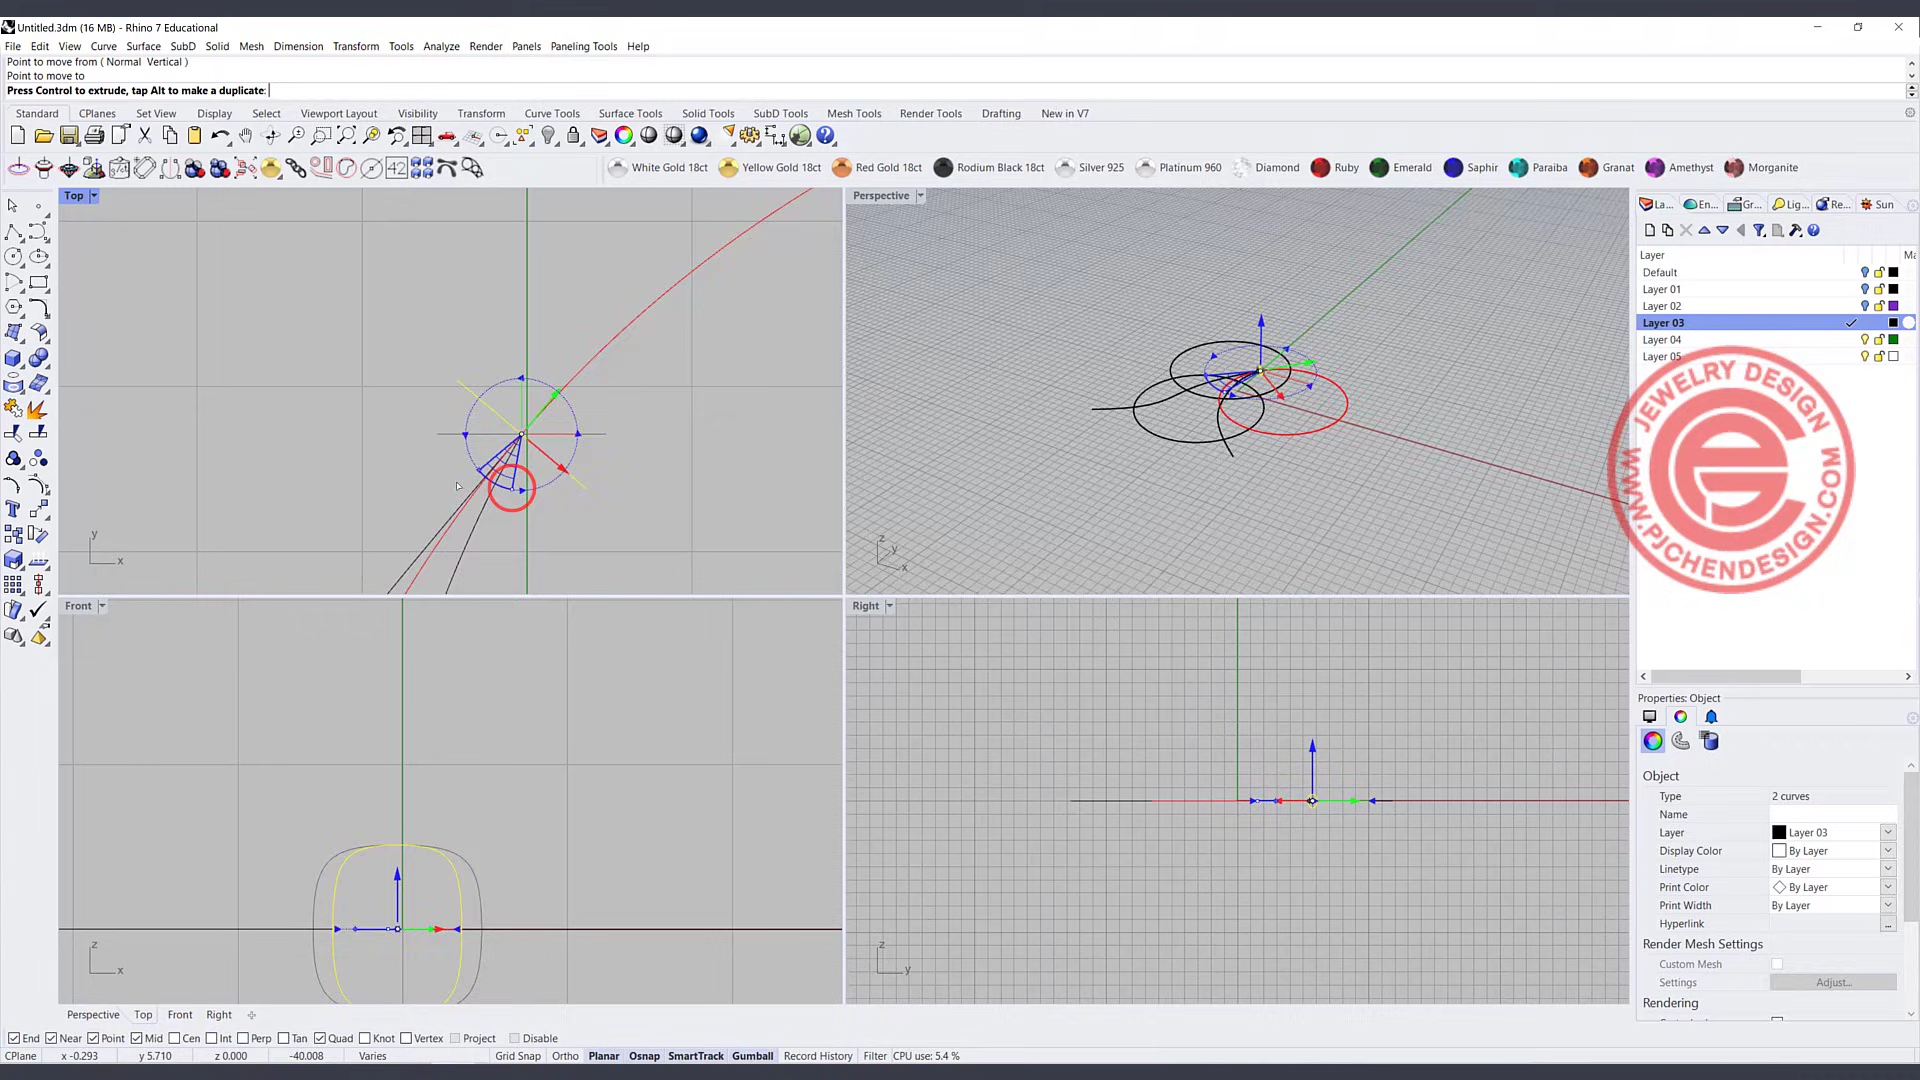 Untitled.3dm (16 MB) - Rhino 7 Educational
File Edit View Curve Surface SubD Solid Mesh Dimension Transform Tools Analyze Render Panels Paneling Tools Help
Point to move from ( Normal Vertical )
Point to move to
Press Control to extrude, tap Alt to make a duplicate:
Standard CPlanes Set View Display Select Viewport Layout Visibility Transform Curve Tools Surface Tools Solid Tools SubD Tools Mesh Tools Render Tools Drafting New in V7
42 White Gold 18ct Yellow Gold 18ct Red Gold 18ct Rodium Black 18ct Silver 925 Platinum 960 Diamond Ruby Emerald Saphir Paraiba Granat Amethyst Morganite
Top
Perspective
La... En... Gr... Lig... Re... Sun
Layer Ma
Default
Layer 01
Layer 02
Layer 03
Layer 04
Layer 05
JEWELRY DESIGN
WWW.PJCHENDESIGN.COM
y
x
z
y
x
Front
Right
z
x
z
y
Properties: Object
Object
Type 2 curves
Name
Layer Layer 03
Display Color By Layer
Linetype By Layer
Print Color By Layer
Print Width By Layer
Hyperlink ...
Render Mesh Settings
Custom Mesh
Settings Adjust...
Rendering
Perspective Top Front Right
End Near Point Mid Cen Int Perp Tan Quad Knot Vertex Project Disable
CPlane x -0.293 y 5.710 z 0.000 -40.008 Varies Grid Snap Ortho Planar Osnap SmartTrack Gumball Record History Filter CPU use: 5.4 %